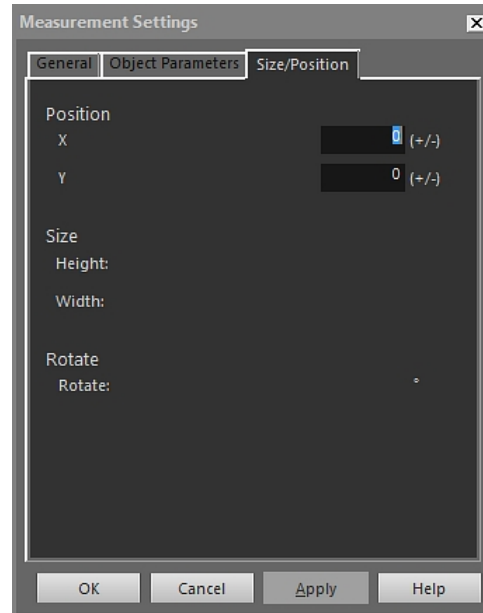 Measurement Settings
General Object Parameters Size/Position
Position
X 0 (+/-)
Y 0 (+/-)
Size
Height:
Width:
Rotate
Rotate: °
OK Cancel Apply Help